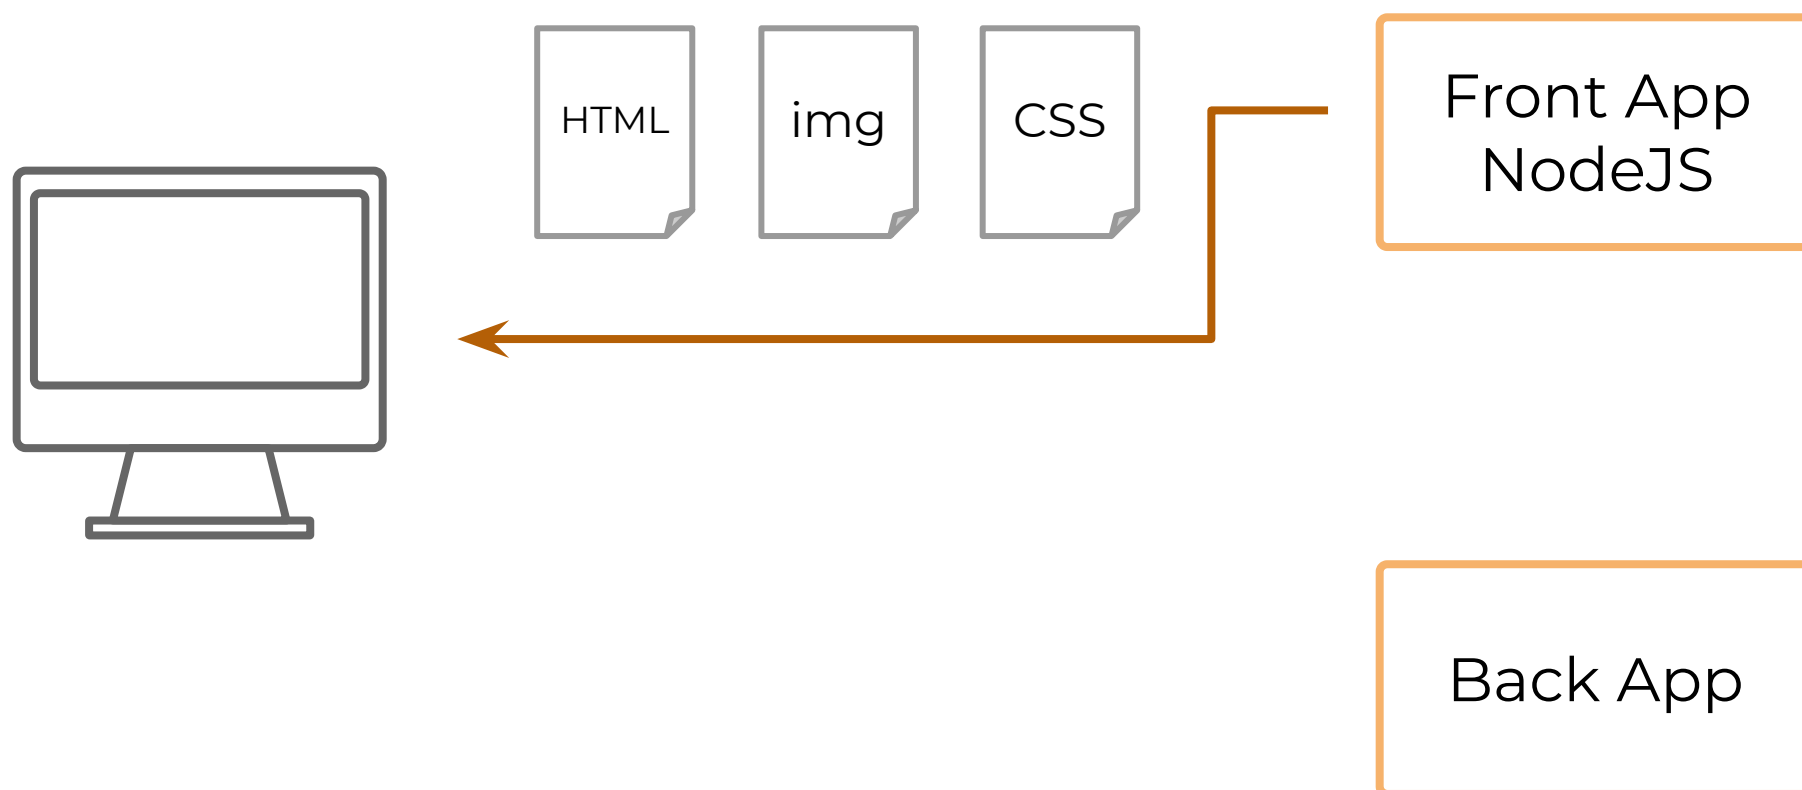 HTML
img
CSS
Front App
NodeJS
Back App